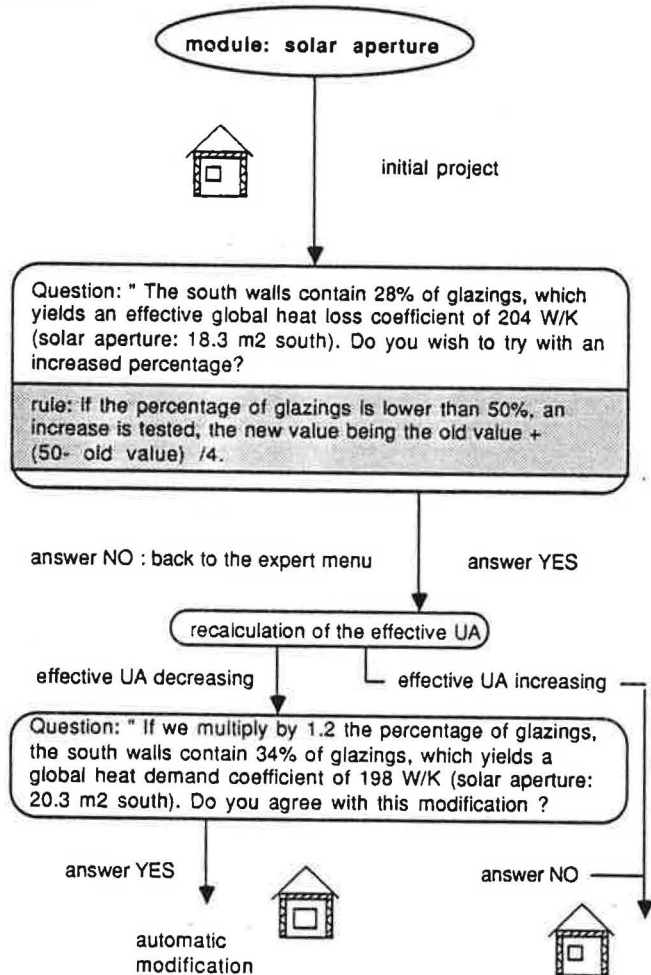 module: solar aperture
initial project
Question: " The south walls contain 28% of glazings, which
yields an effective global heat loss coefficient of 204 W/K
(solar aperture: 18.3 m2 south). Do you wish to try with an
increased percentage?
rule: If the percentage of glazings is lower than 50%, an
increase is tested, the new value being the old value +
(50- old value) /4.
answer NO : back to the expert menu
answer YES
recalculation of the effective UA
effective UA decreasing
effective UA increasing
Question: " If we multiply by 1.2 the percentage of glazings,
the south walls contain 34% of glazings, which yields a
global heat demand coefficient of 198 W/K (solar aperture:
20.3 m2 south). Do you agree with this modification ?
answer YES
answer NO
automatic
modification